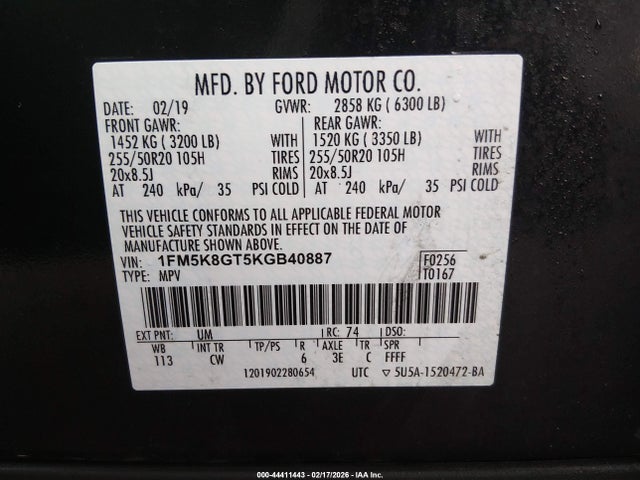 MFD. BY FORD MOTOR CO.
DATE: 02/19 GVWR: 2858 KG ( 6300 LB)
FRONT GAWR: REAR GAWR:
1452 KG ( 3200 LB) WITH 1520 KG ( 3350 LB) WITH
255/50R20 105H TIRES 255/50R20 105H TIRES
20x8.5J RIMS 20x8.5J RIMS
AT 240 kPa/ 35 PSI COLD AT 240 kPa/ 35 PSI COLD
THIS VEHICLE CONFORMS TO ALL APPLICABLE FEDERAL MOTOR
VEHICLE SAFETY STANDARDS IN EFFECT ON THE DATE OF
MANUFACTURE SHOWN ABOVE.
VIN: 1FM5K8GT5KGB40887 F0256
TYPE: MPV T0167
EXT PNT: UM RC: 74 DSO:
WB INT TR TP/PS R AXLE TR SPR
113 CW 6 3E C FFFF
1201902280654 UTC ▽ 5U5A-1520472-BA
000-44411443 - 02/17/2026 - IAA Inc.